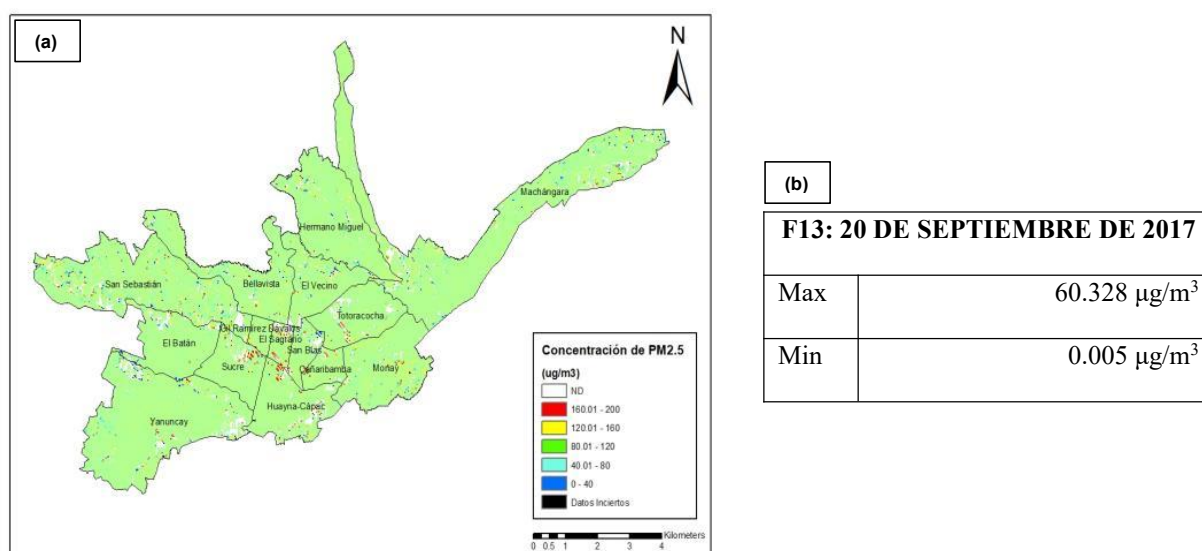 (a)
N
Machángara
Hermano Miguel
San Sebastián
Bellavista
El Vecino
Totoracocha
Gil Ramírez Dávalos
El Sagrario
El Batán
San Blas
Sucre
Cañaribamba
Monay
Huayna-Cápac
Yanuncay
Concentración de PM2.5
(ug/m3)
ND
160.01 - 200
120.01 - 160
80.01 - 120
40.01 - 80
0 - 40
Datos Inciertos
Kilometers
0 0.5 1 2 3 4
(b)
F13: 20 DE SEPTIEMBRE DE 2017
Max 60.328 μg/m³
Min 0.005 μg/m³